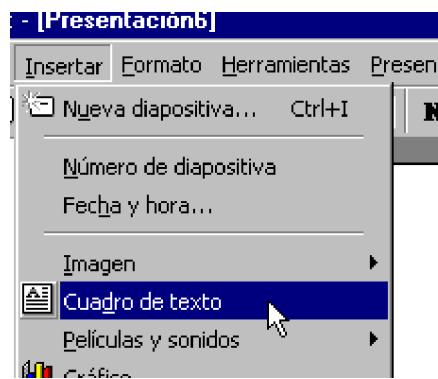 - [Presentación6]
Insertar Formato Herramientas Presen
Nueva diapositiva... Ctrl+I
N
Número de diapositiva
Fecha y hora...
Imagen
Cuadro de texto
Películas y sonidos
Gráfico